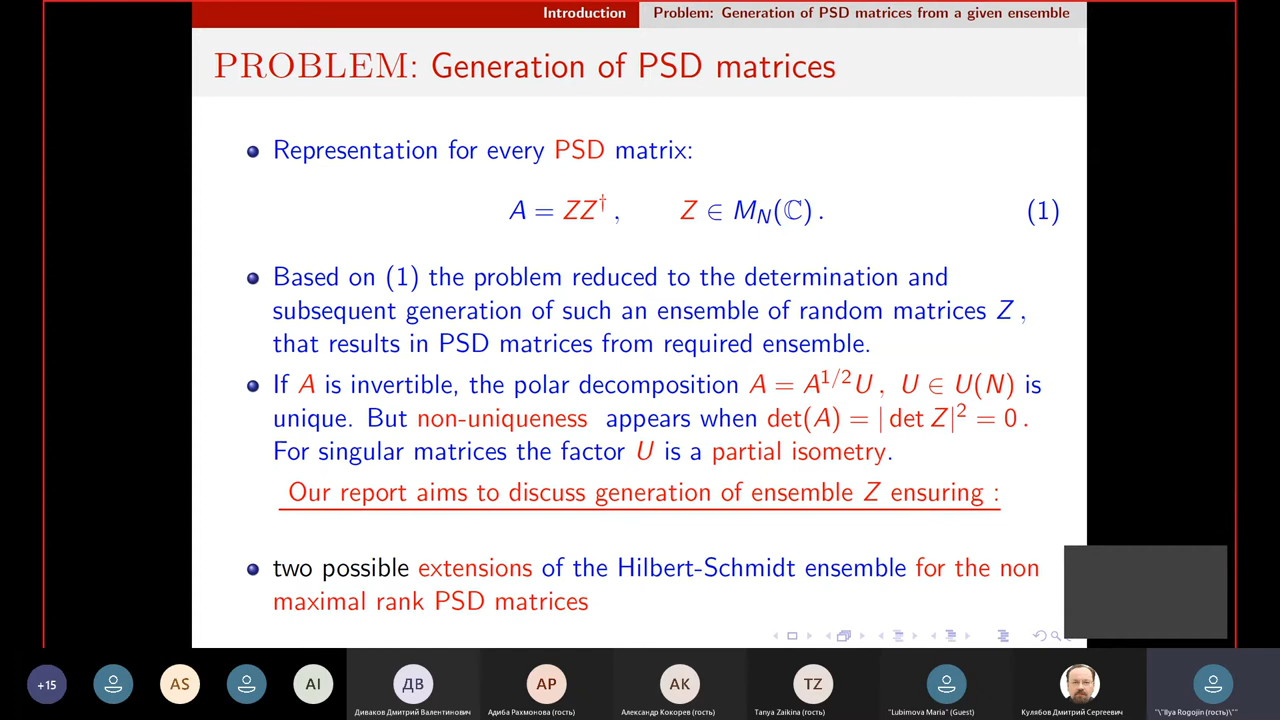 Introduction Problem: Generation of PSD matrices from a given ensemble
PROBLEM: Generation of PSD matrices
Representation for every PSD matrix:
A = ZZ†, Z ∈ M_N(ℂ). (1)
Based on (1) the problem reduced to the determination and
subsequent generation of such an ensemble of random matrices Z ,
that results in PSD matrices from required ensemble.
If A is invertible, the polar decomposition A = A^{1/2}U , U ∈ U(N) is
unique. But non-uniqueness appears when det(A) = | det Z|² = 0 .
For singular matrices the factor U is a partial isometry.
Our report aims to discuss generation of ensemble Z ensuring :
two possible extensions of the Hilbert-Schmidt ensemble for the non
maximal rank PSD matrices
+15 AS AI ДВ АР АК TZ
Диваков Дмитрий Валентинович Адиба Рахмонова (гость) Александр Кокорев (гость) Tanya Zaikina (гость) "Lubimova Maria" (Guest) Кулябов Дмитрий Сергеевич "\"Ilya Rogojin (гость)\""